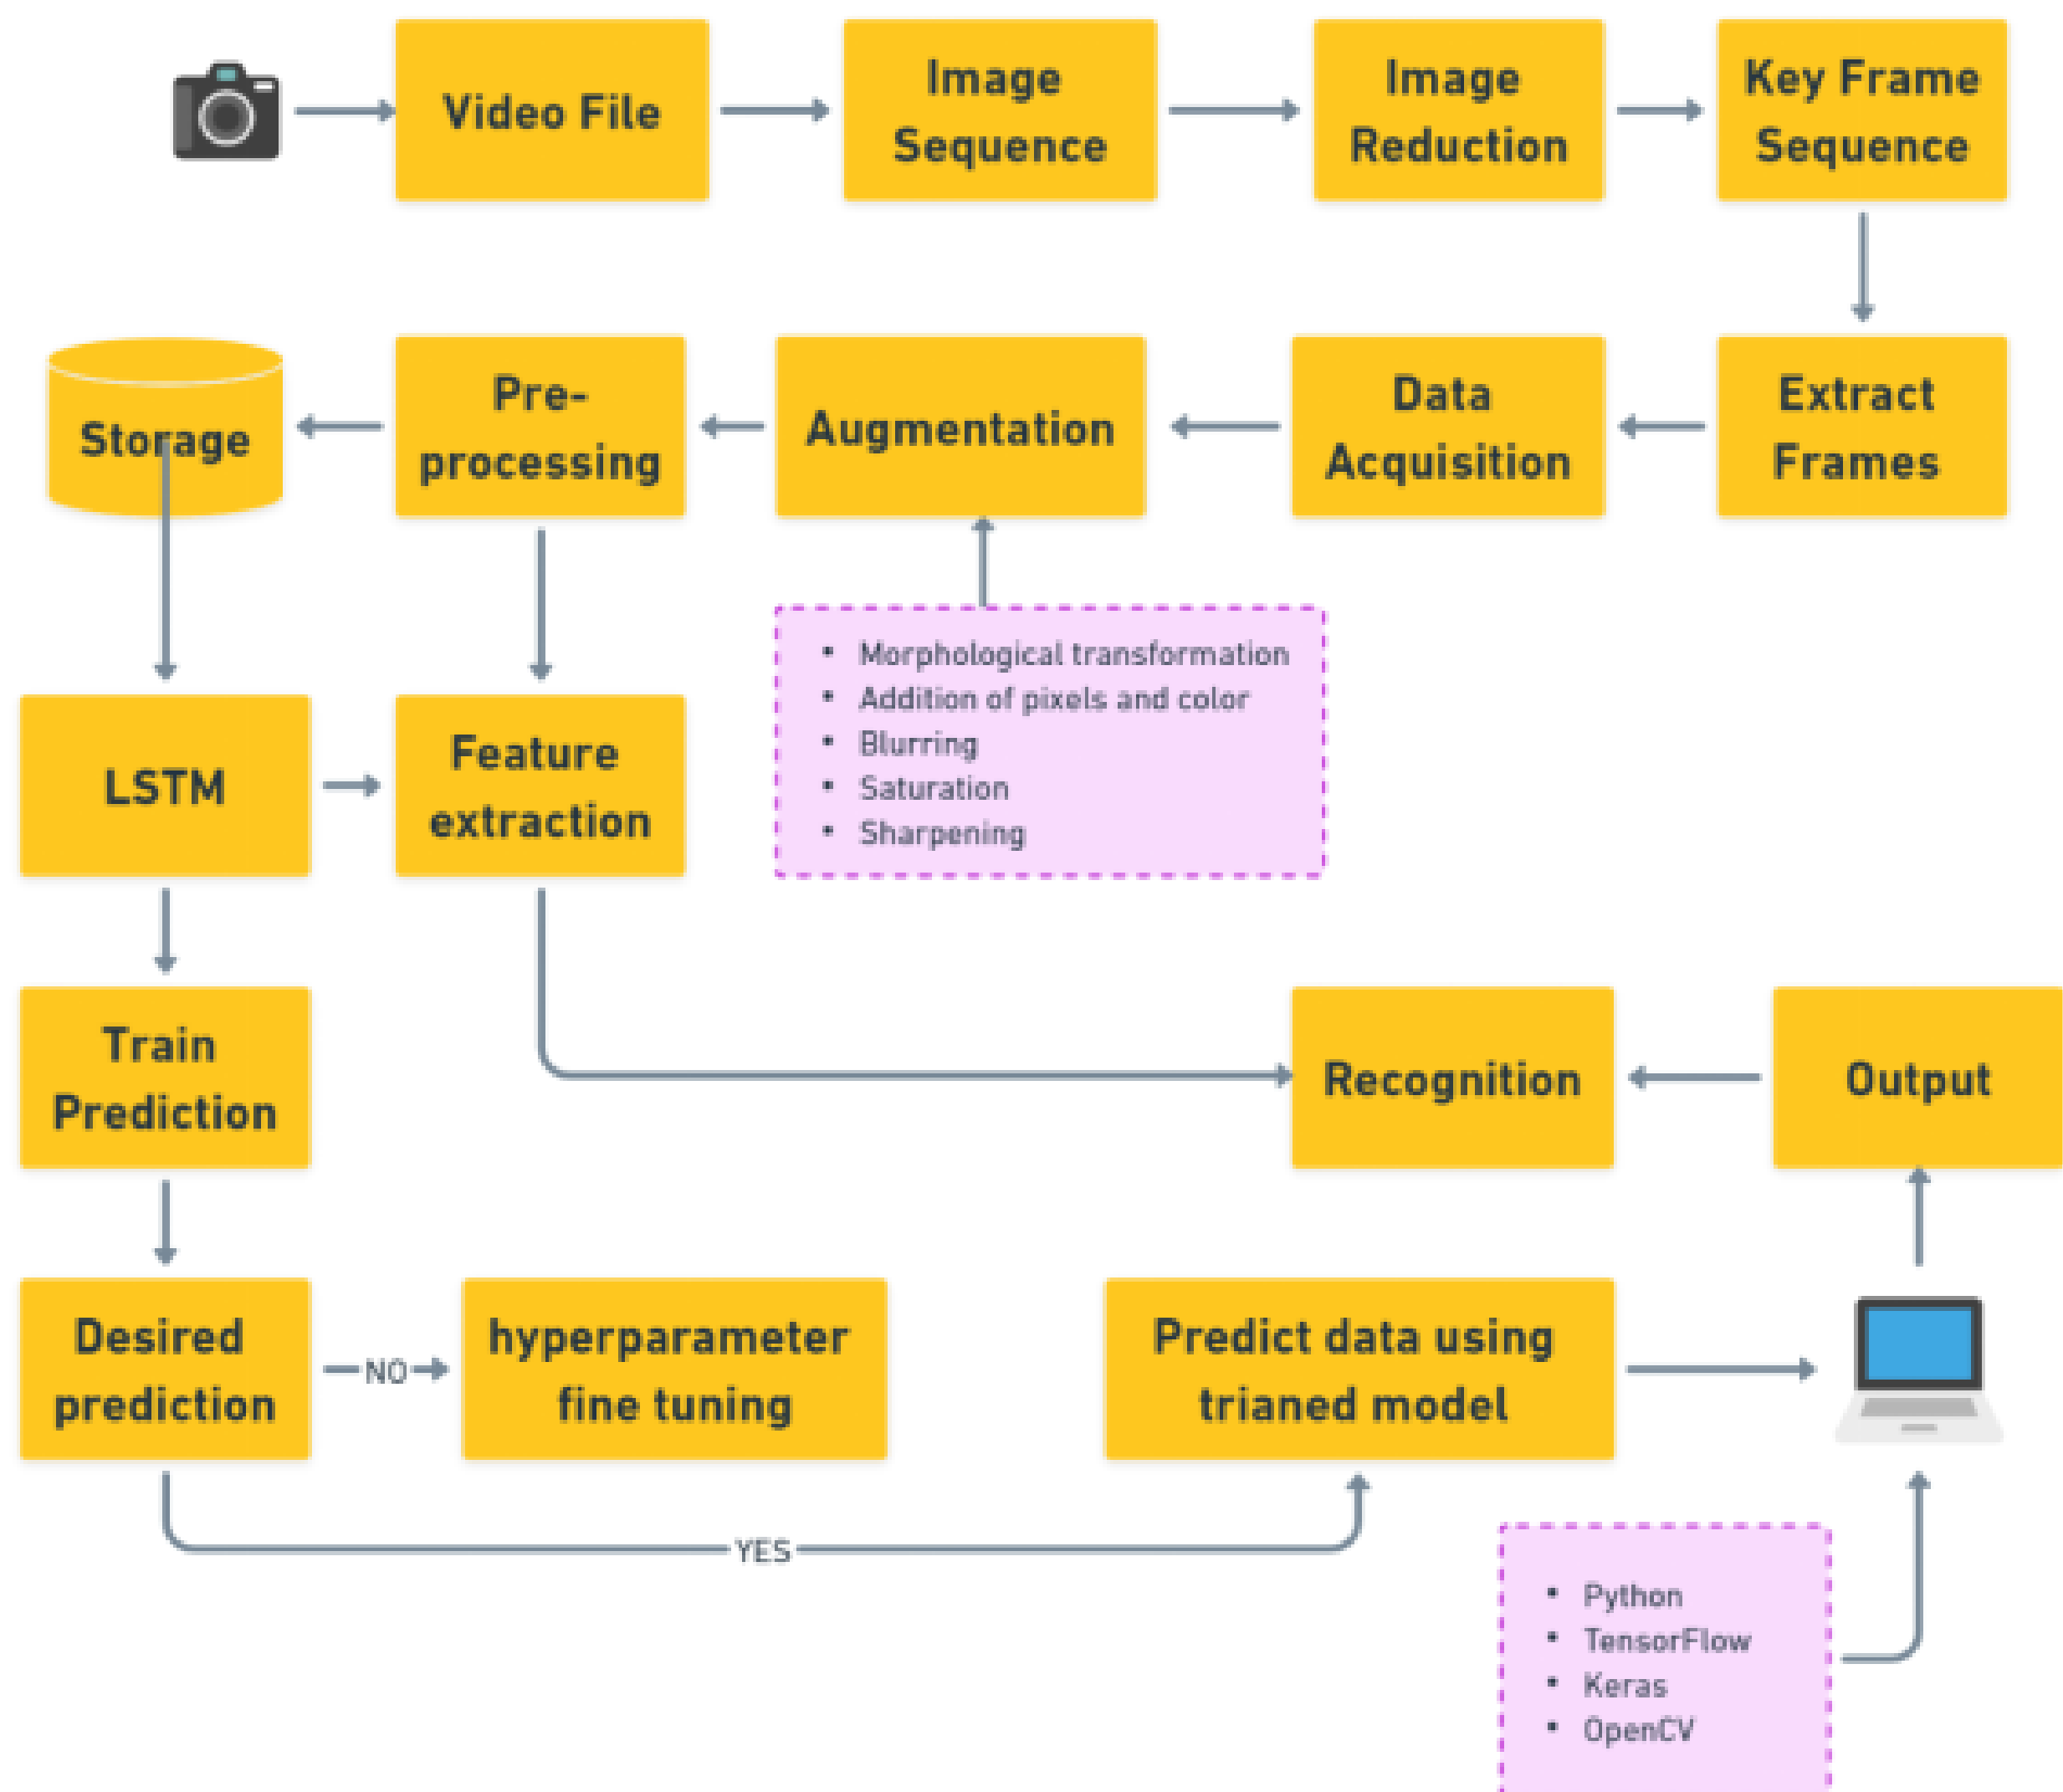 Video File
Image
Sequence
Image
Reduction
Key Frame
Sequence
Storage
Pre-
processing
Augmentation
Data
Acquisition
Extract
Frames
• Morphological transformation
• Addition of pixels and color
• Blurring
• Saturation
• Sharpening
LSTM
Feature
extraction
Train
Prediction
Recognition
Output
Desired
prediction
NO
hyperparameter
fine tuning
Predict data using
trianed model
YES
• Python
• TensorFlow
• Keras
• OpenCV